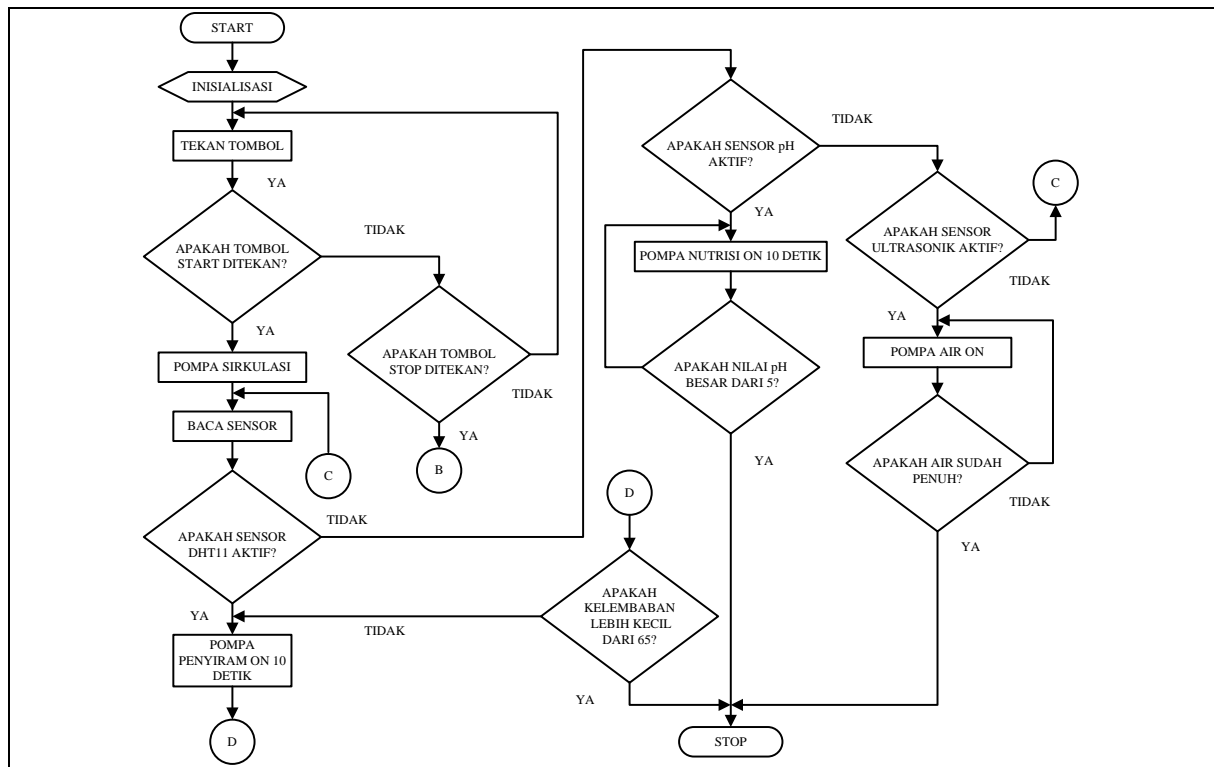 START
INISIALISASI
TEKAN TOMBOL
YA
APAKAH TOMBOL
START DITEKAN?
TIDAK
YA
APAKAH TOMBOL
STOP DITEKAN?
TIDAK
YA
B
POMPA SIRKULASI
BACA SENSOR
C
APAKAH SENSOR
DHT11 AKTIF?
TIDAK
YA
POMPA
PENYIRAM ON 10
DETIK
D
D
APAKAH
KELEMBABAN
LEBIH KECIL
DARI 65?
TIDAK
YA
APAKAH SENSOR pH
AKTIF?
TIDAK
YA
POMPA NUTRISI ON 10 DETIK
APAKAH NILAI pH
BESAR DARI 5?
YA
APAKAH SENSOR
ULTRASONIK AKTIF?
C
TIDAK
YA
POMPA AIR ON
APAKAH AIR SUDAH
PENUH?
TIDAK
YA
STOP